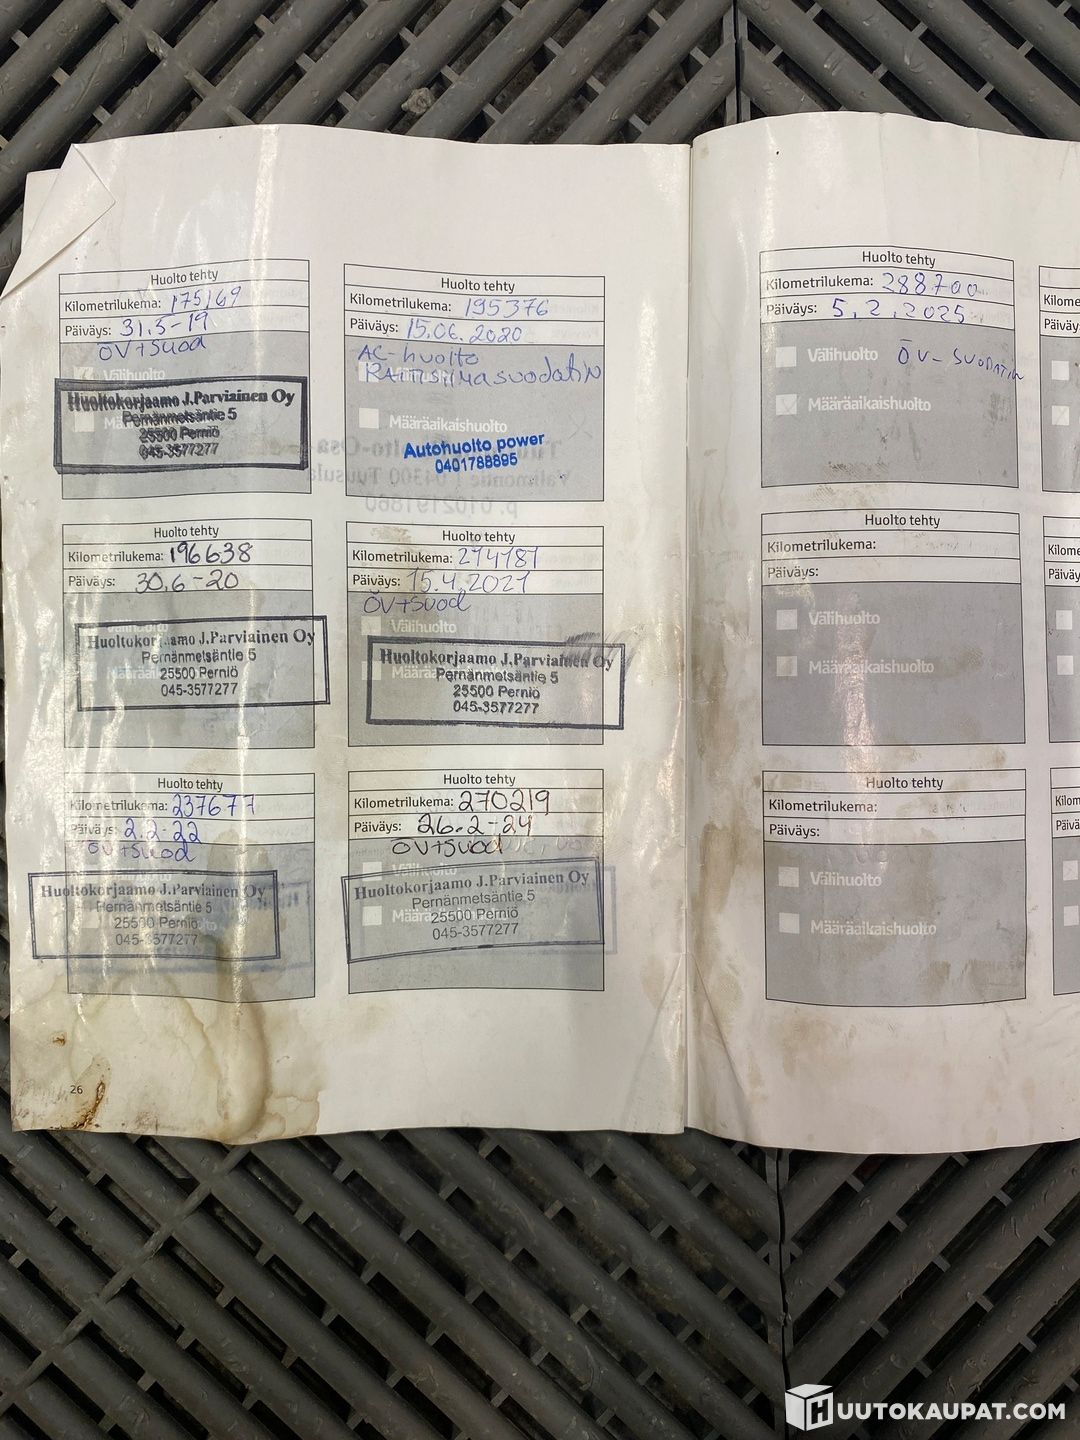 Huolto tehty
Kilometrilukema: 175169
Päiväys: 31.5-19
ÖV+suod
Välihuolto
Huoltokorjaamo J.Parviainen Oy
Pernänmetsäntie 5
25500 Perniö
045-3577277
Huolto tehty
Kilometrilukema: 195376
Päiväys: 15.06.2020
AC-huolto
RAITISILMASUODATIN
Määräaikaishuolto
Autohuolto power
0401788895
Huolto tehty
Kilometrilukema: 196638
Päiväys: 30.6-20
Huoltokorjaamo J.Parviainen Oy
Pernänmetsäntie 5
25500 Perniö
045-3577277
Huolto tehty
Kilometrilukema: 214787
Päiväys: 15.4.2021
ÖV+suod
Välihuolto
Huoltokorjaamo J.Parviainen Oy
Pernänmetsäntie 5
25500 Perniö
045-3577277
Huolto tehty
Kilometrilukema: 237677
Päiväys: 2.2-22
ÖV+suod
Huoltokorjaamo J.Parviainen Oy
Pernänmetsäntie 5
25500 Perniö
045-3577277
Huolto tehty
Kilometrilukema: 270219
Päiväys: 26.2-24
ÖV+suod
Huoltokorjaamo J.Parviainen Oy
Pernänmetsäntie 5
25500 Perniö
045-3577277
26
Huolto tehty
Kilometrilukema: 288700
Päiväys: 5.2.2025
Välihuolto ÖV-SUODATIN
Määräaikaishuolto
Huolto tehty
Kilometrilukema:
Päiväys:
Välihuolto
Määräaikaishuolto
Huolto tehty
Kilometrilukema:
Päiväys:
Välihuolto
Määräaikaishuolto
HUUTOKAUPAT.COM